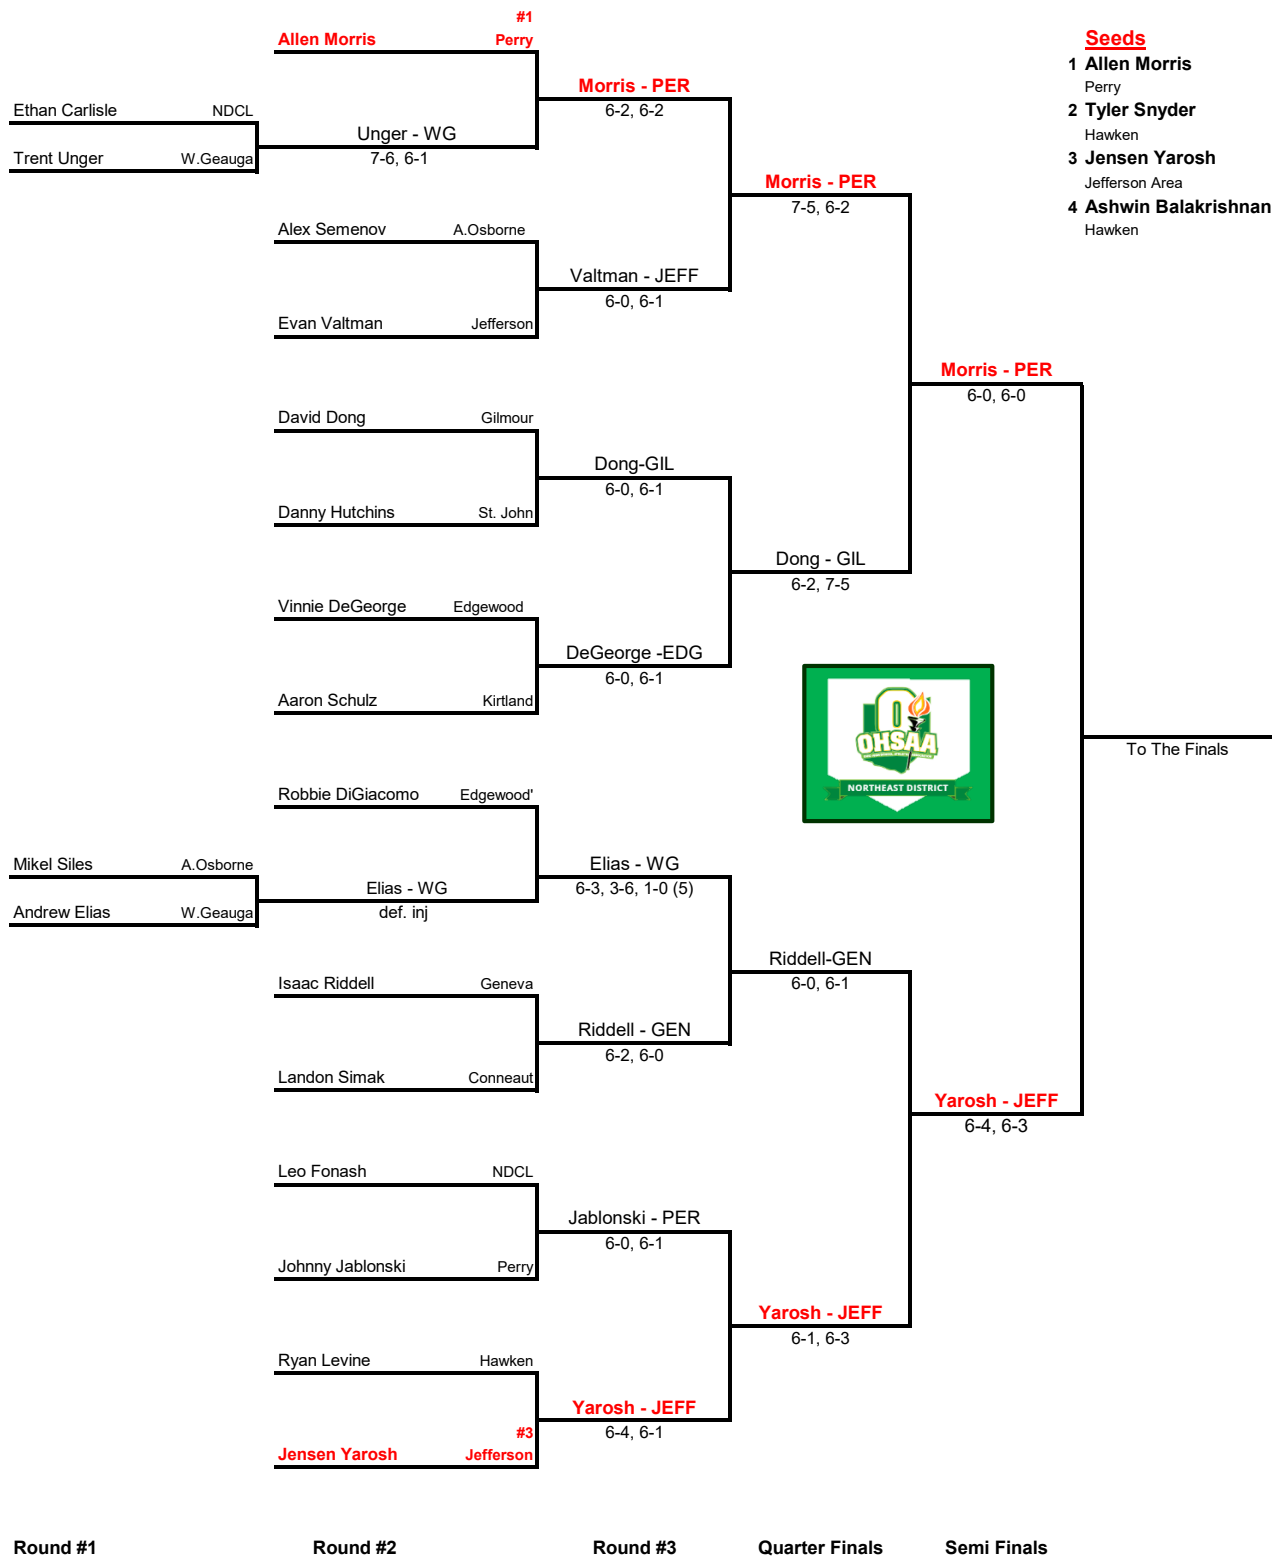 #1
Allen Morris Perry
Seeds
1 Allen Morris
Perry
2 Tyler Snyder
Hawken
3 Jensen Yarosh
Jefferson Area
4 Ashwin Balakrishnan
Hawken
Morris - PER
6-2, 6-2
Ethan Carlisle NDCL
Unger - WG
7-6, 6-1
Trent Unger W.Geauga
Morris - PER
7-5, 6-2
Alex Semenov A.Osborne
Valtman - JEFF
6-0, 6-1
Evan Valtman Jefferson
Morris - PER
6-0, 6-0
David Dong Gilmour
Dong-GIL
6-0, 6-1
Danny Hutchins St. John
Dong - GIL
6-2, 7-5
Vinnie DeGeorge Edgewood
DeGeorge -EDG
6-0, 6-1
Aaron Schulz Kirtland
OHSAA
NORTHEAST DISTRICT
To The Finals
Robbie DiGiacomo Edgewood'
Elias - WG
6-3, 3-6, 1-0 (5)
Mikel Siles A.Osborne
Elias - WG
def. inj
Andrew Elias W.Geauga
Riddell-GEN
6-0, 6-1
Isaac Riddell Geneva
Riddell - GEN
6-2, 6-0
Landon Simak Conneaut
Yarosh - JEFF
6-4, 6-3
Leo Fonash NDCL
Jablonski - PER
6-0, 6-1
Johnny Jablonski Perry
Yarosh - JEFF
6-1, 6-3
Ryan Levine Hawken
Yarosh - JEFF
6-4, 6-1
#3
Jensen Yarosh Jefferson
Round #1 Round #2 Round #3 Quarter Finals Semi Finals